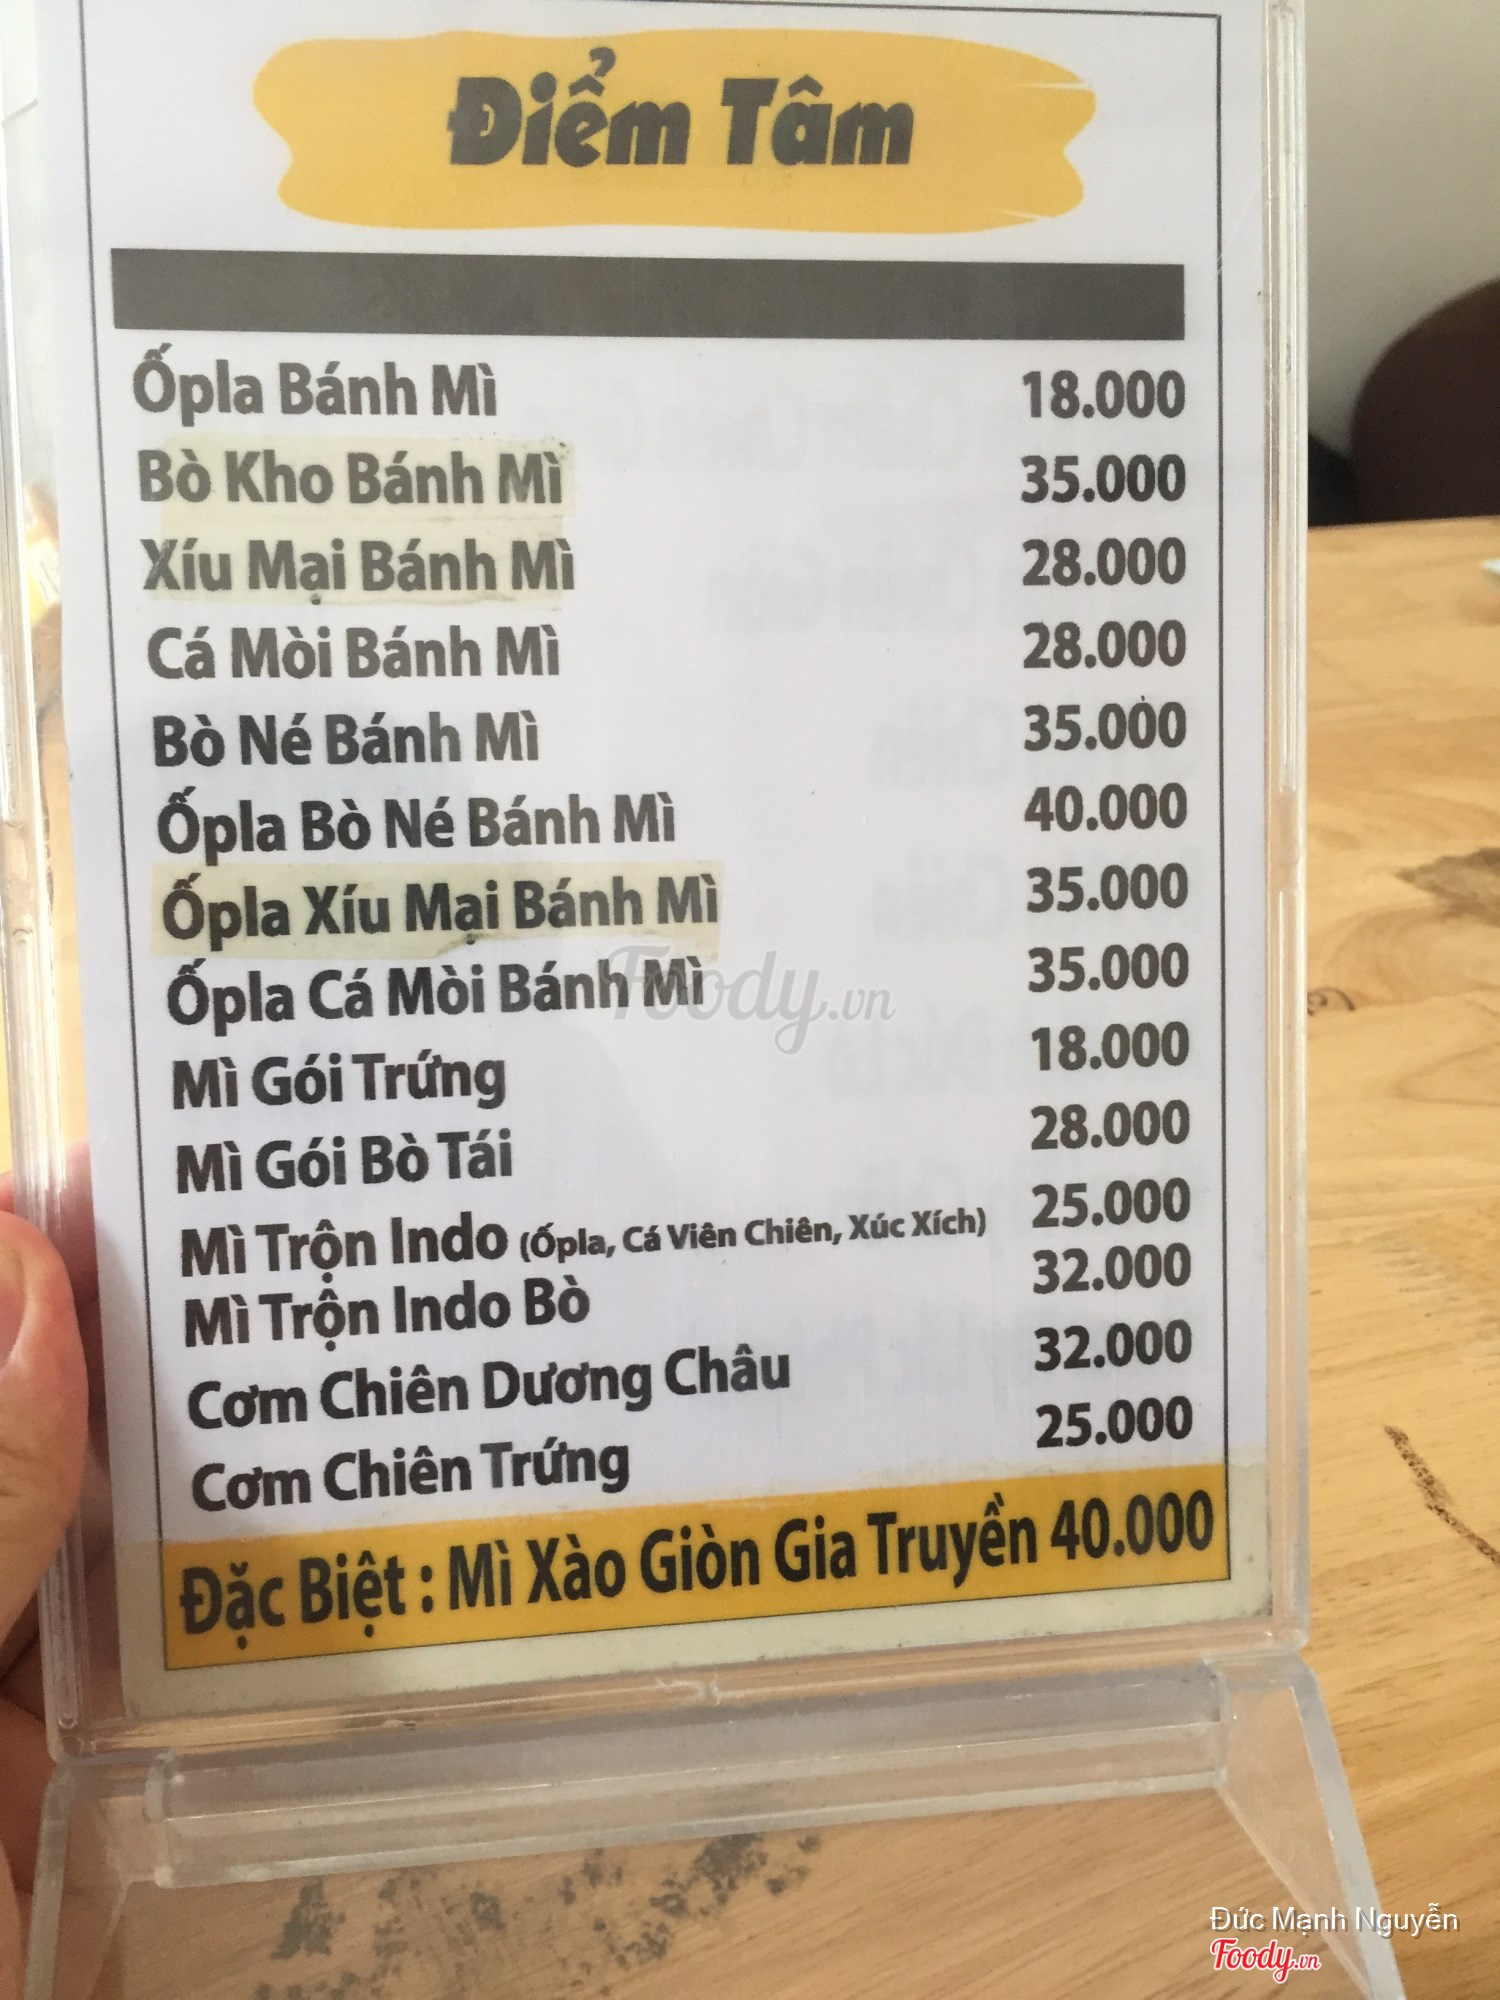 Điểm Tâm
Ốpla Bánh Mì 18.000
Bò Kho Bánh Mì 35.000
Xíu Mại Bánh Mì 28.000
Cá Mòi Bánh Mì 28.000
Bò Né Bánh Mì 35.000
Ốpla Bò Né Bánh Mì 40.000
Ốpla Xíu Mại Bánh Mì 35.000
Ốpla Cá Mòi Bánh Mì 35.000
Foody.vn
Mì Gói Trứng 18.000
Mì Gói Bò Tái 28.000
Mì Trộn Indo (Ốpla, Cá Viên Chiên, Xúc Xích) 25.000
Mì Trộn Indo Bò 32.000
Cơm Chiên Dương Châu 32.000
Cơm Chiên Trứng 25.000
Đặc Biệt : Mì Xào Giòn Gia Truyền 40.000
Đức Mạnh Nguyễn
Foody.vn